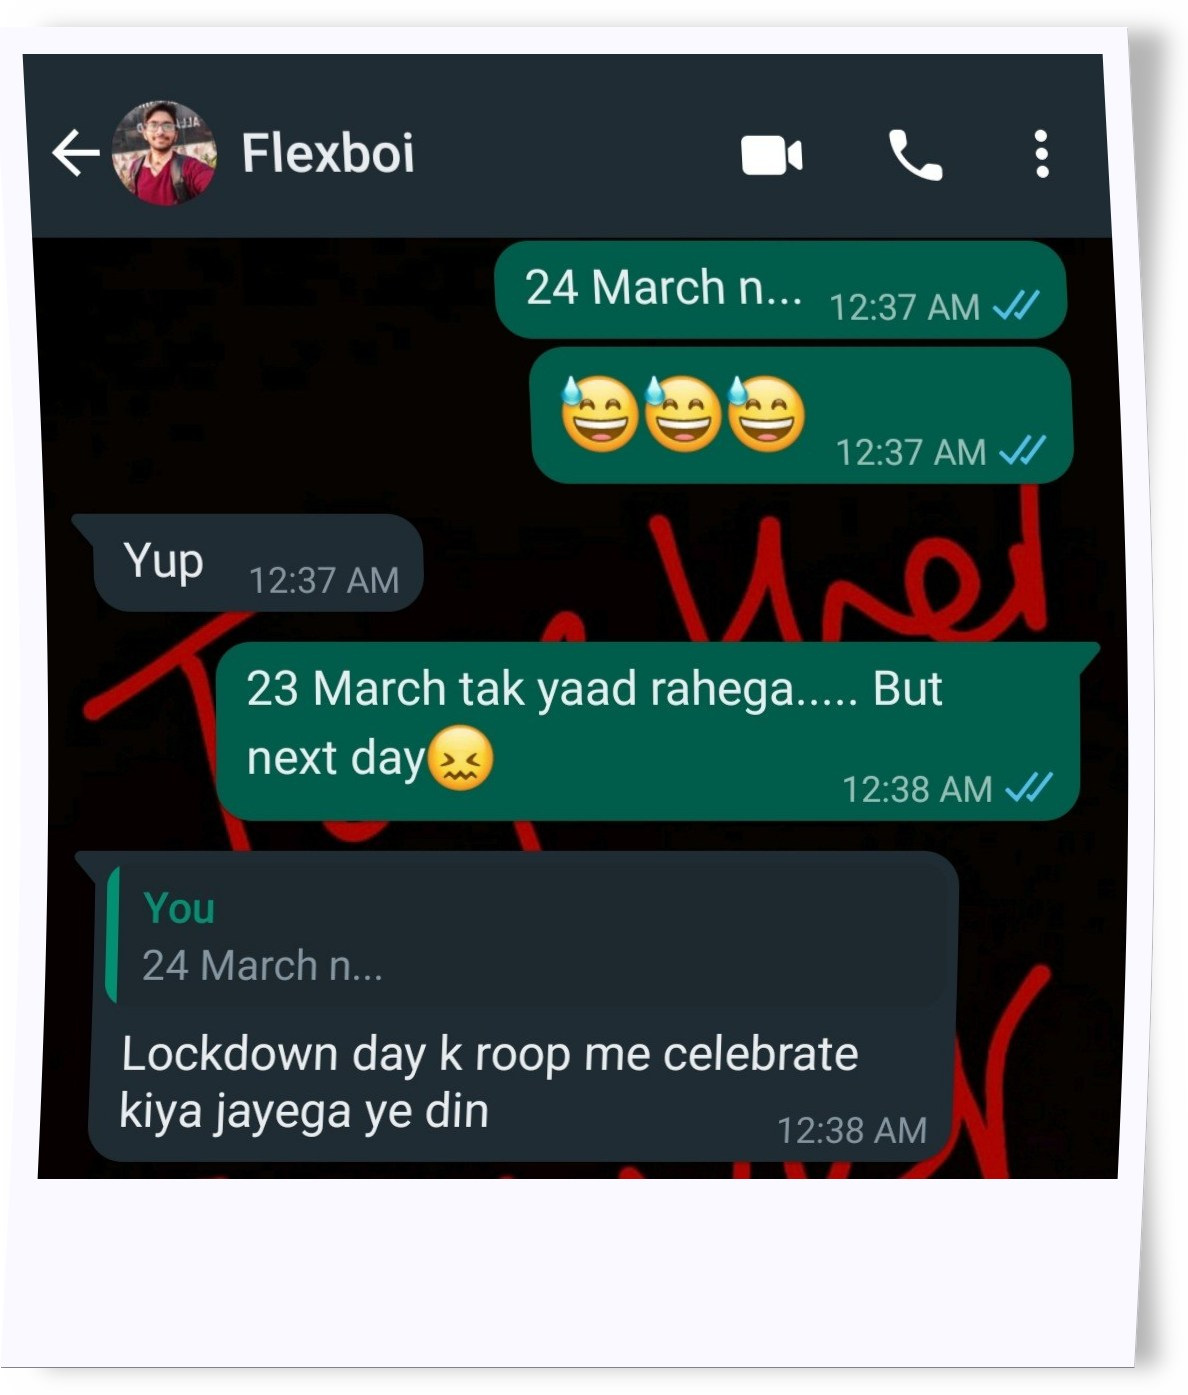 Flexboi
24 March n... 12:37 AM
😅😅😅 12:37 AM
Yup 12:37 AM
23 March tak yaad rahega..... But
next day😖
12:38 AM
You
24 March n...
Lockdown day k roop me celebrate
kiya jayega ye din
12:38 AM